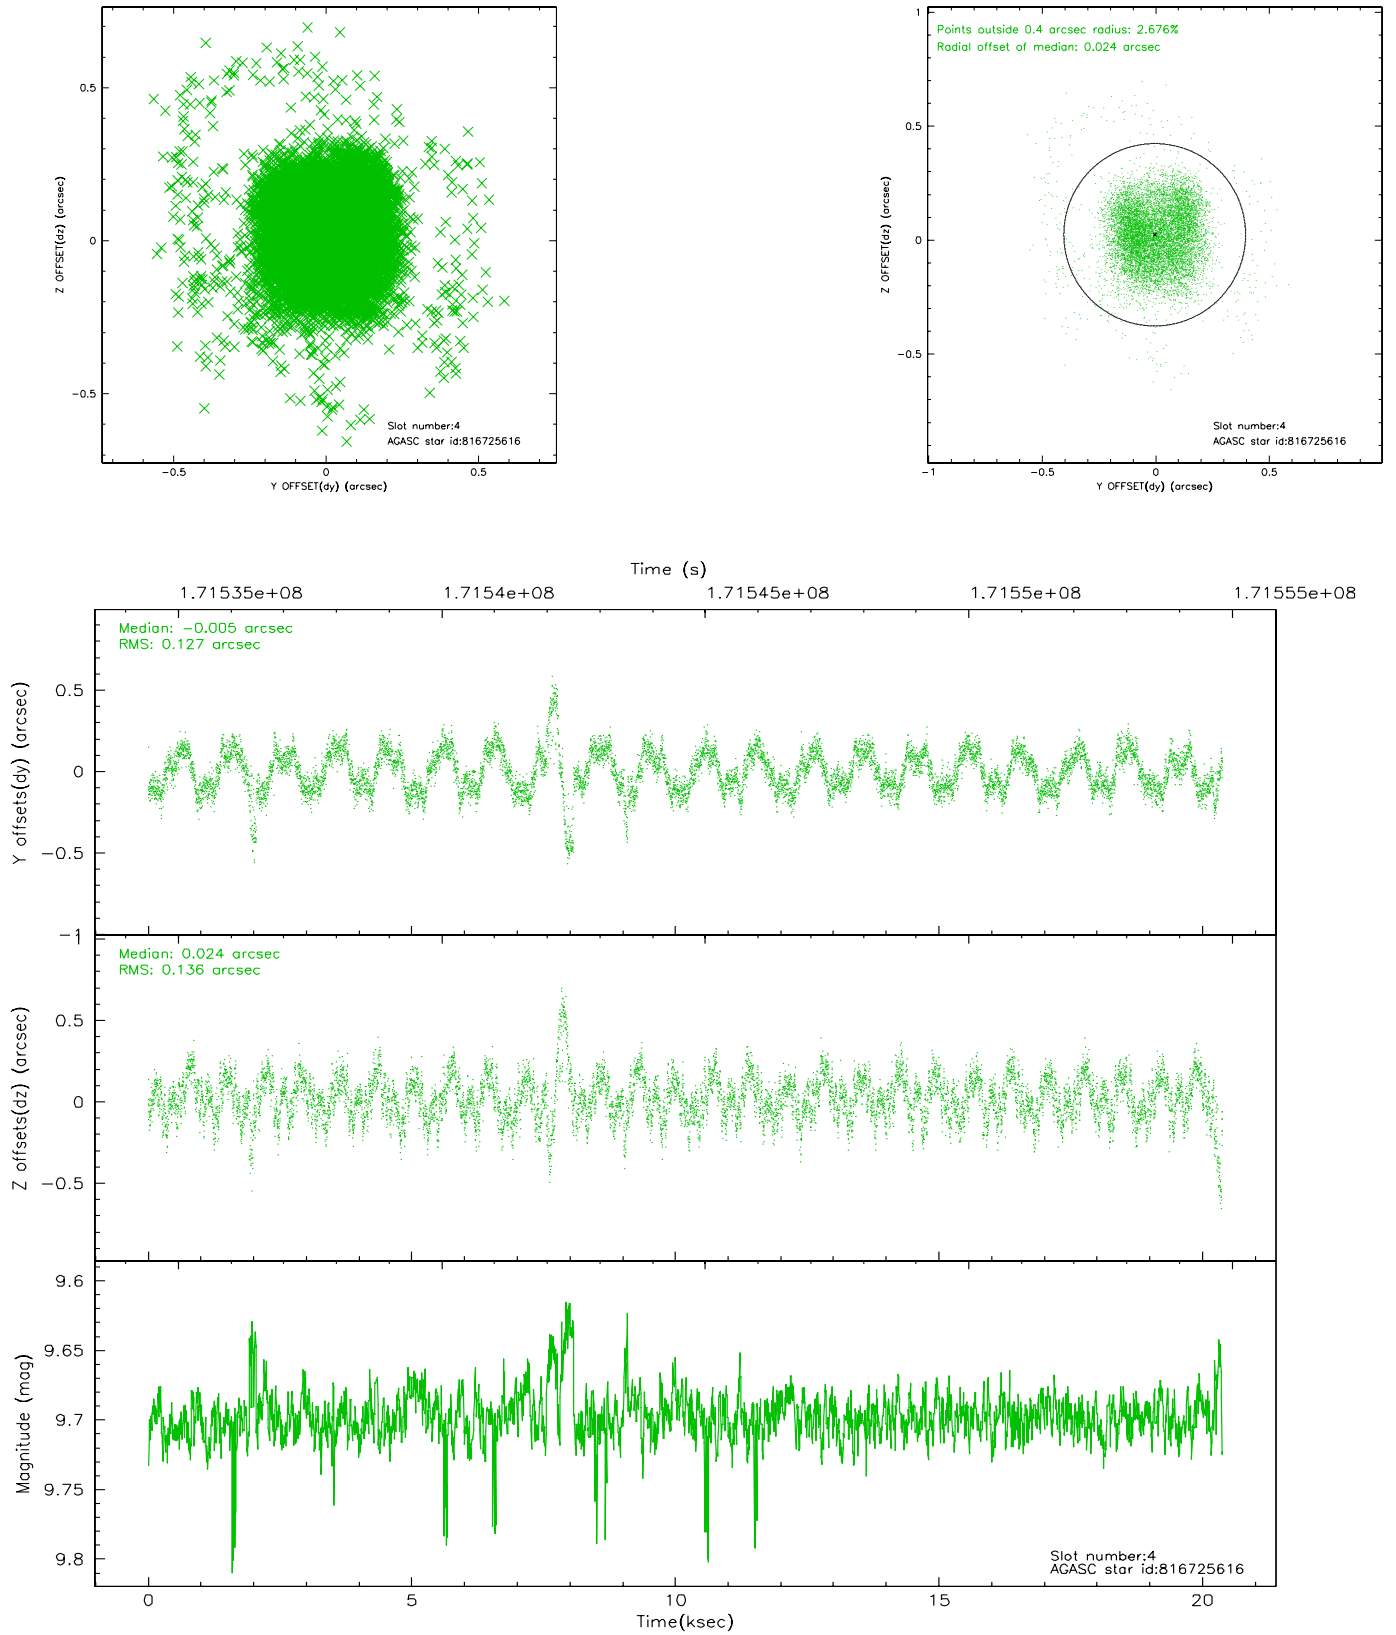 0.5
0
−0.5
Z OFFSET(dz) (arcsec)
−0.5
0
0.5
Y OFFSET(dy) (arcsec)
Slot number:4
AGASC star id:816725616
Points outside 0.4 arcsec radius: 2.676%
Radial offset of median: 0.024 arcsec
1
0.5
0
−0.5
Z OFFSET(dz) (arcsec)
−1
−0.5
0
0.5
Y OFFSET(dy) (arcsec)
Slot number:4
AGASC star id:816725616
Time (s)
1.71535e+08
1.7154e+08
1.71545e+08
1.7155e+08
1.71555e+08
Median: −0.005 arcsec
RMS: 0.127 arcsec
0.5
0
−0.5
−1
Y offsets(dy) (arcsec)
Median: 0.024 arcsec
RMS: 0.136 arcsec
1
0.5
0
−0.5
Z offsets(dz) (arcsec)
9.6
9.65
9.7
9.75
9.8
Magnitude (mag)
Slot number:4
AGASC star id:816725616
0
5
10
15
20
Time(ksec)